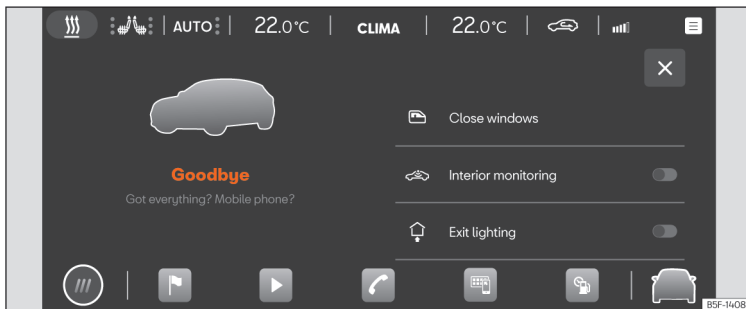 AUTO 22.0°C CLIMA 22.0°C
Close windows
Goodbye
Interior monitoring
Got everything? Mobile phone?
Exit lighting
B5F-1408